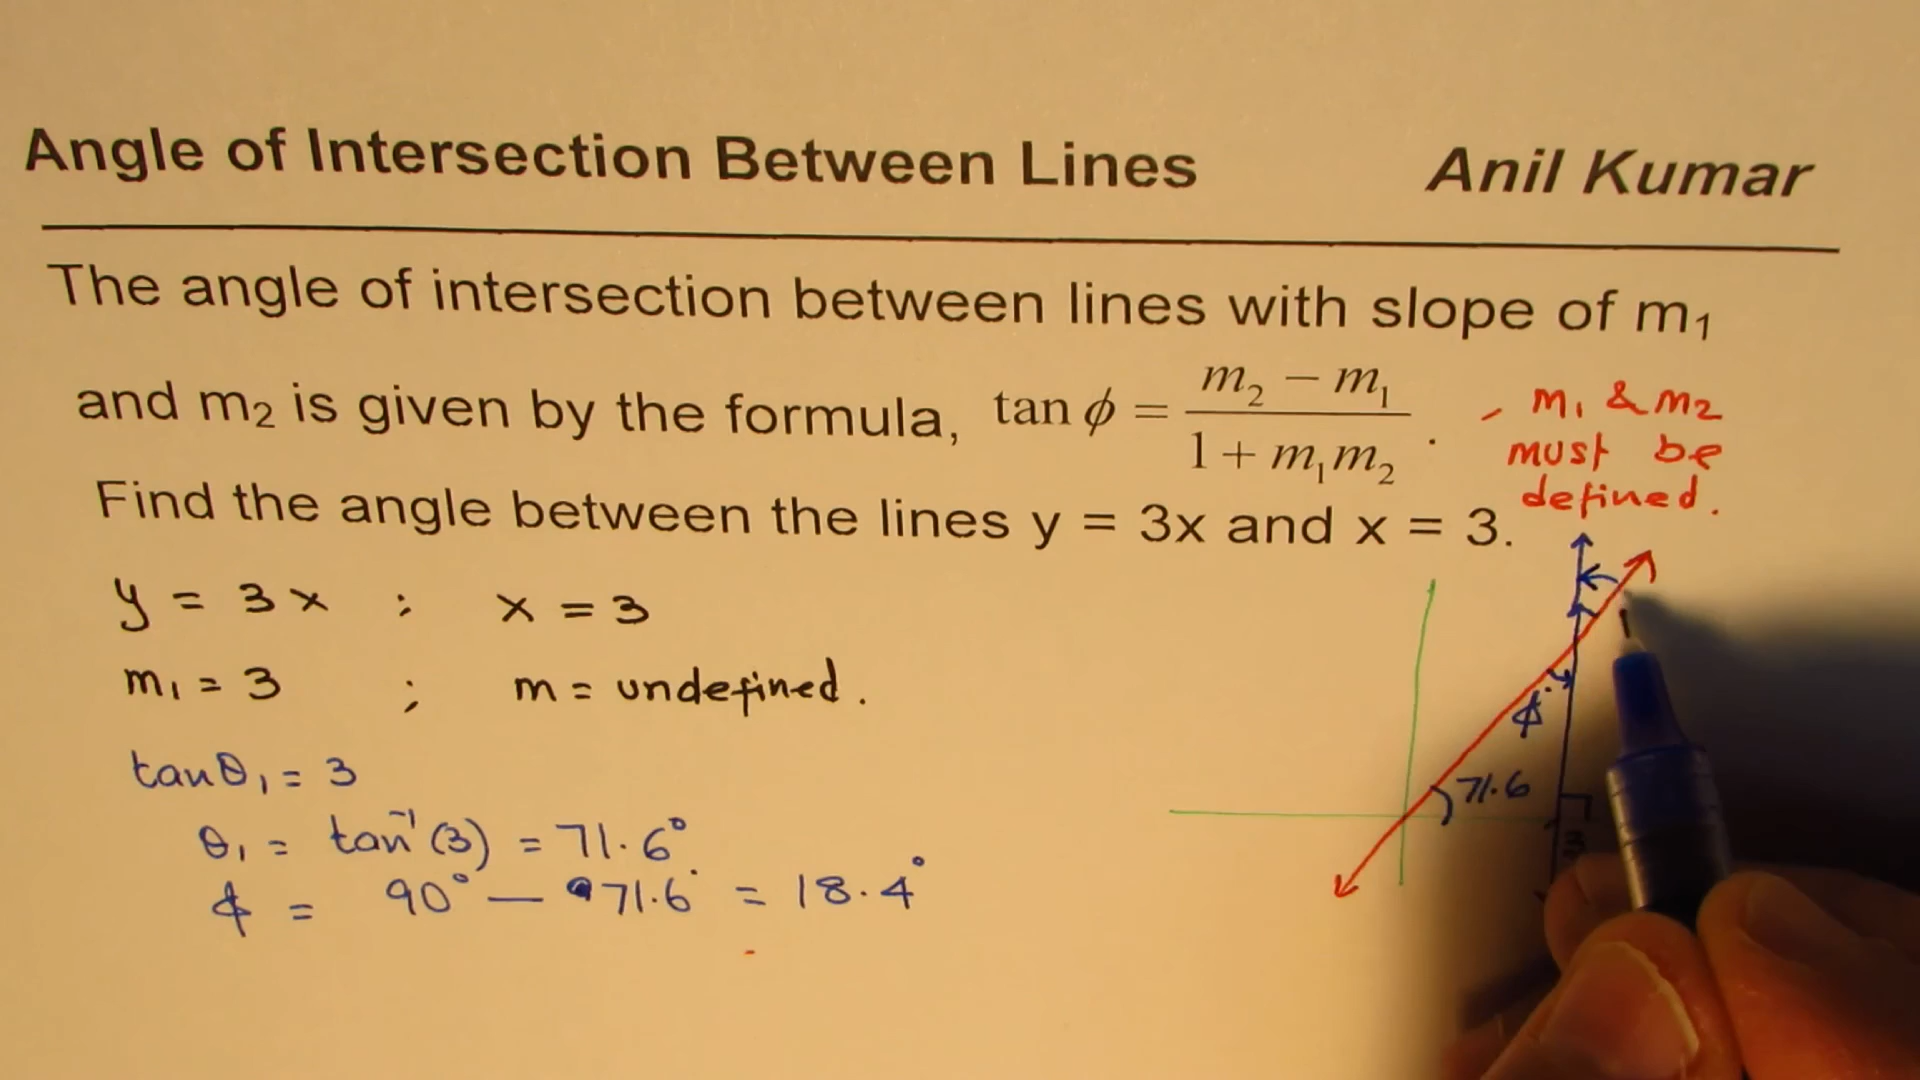 Angle of Intersection Between Lines Anil Kumar
The angle of intersection between lines with slope of m₁
and m₂ is given by the formula, tan ϕ = (m₂ − m₁)/(1 + m₁m₂) .
- m₁ & m₂
must be
defined.
Find the angle between the lines y = 3x and x = 3.
y = 3x ; x = 3
m₁ = 3 ; m = undefined.
tanθ₁ = 3
θ₁ = tan⁻¹(3) = 71.6°
ϕ = 90° — 71.6° = 18.4°
ϕ
71.6
3